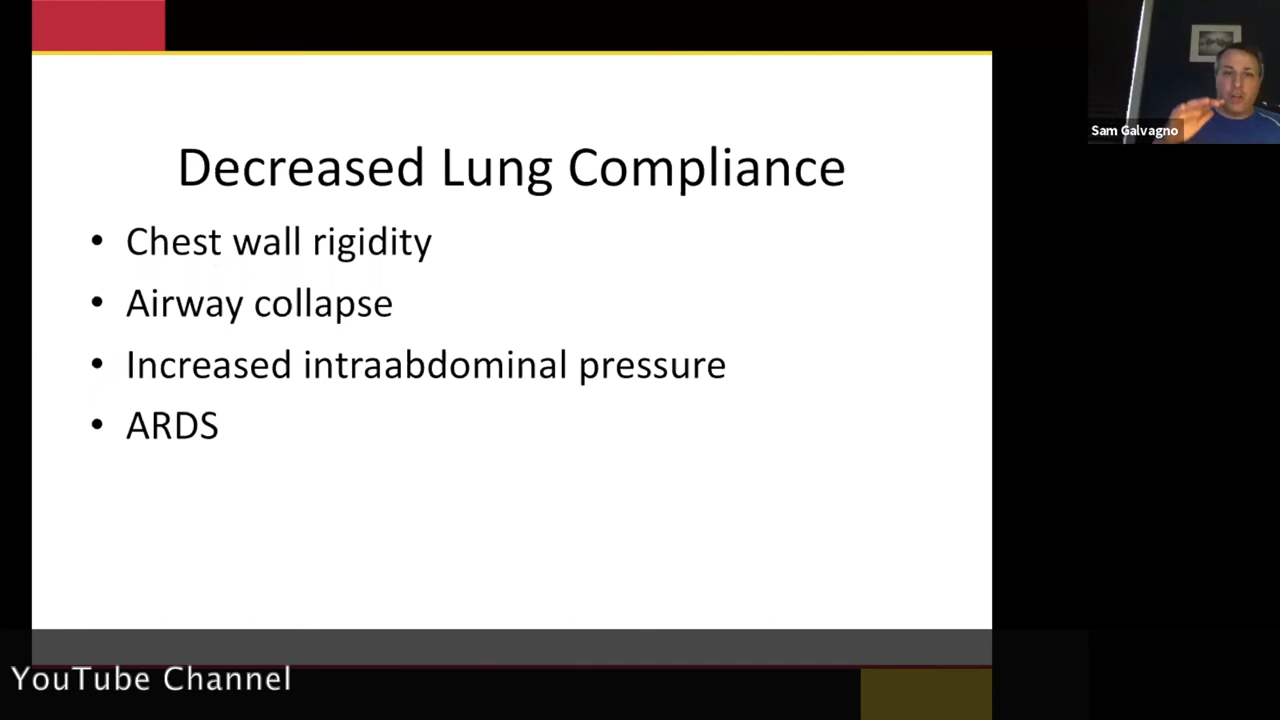 Decreased Lung Compliance
• Chest wall rigidity
• Airway collapse
• Increased intraabdominal pressure
• ARDS
Sam Galvagno
YouTube Channel